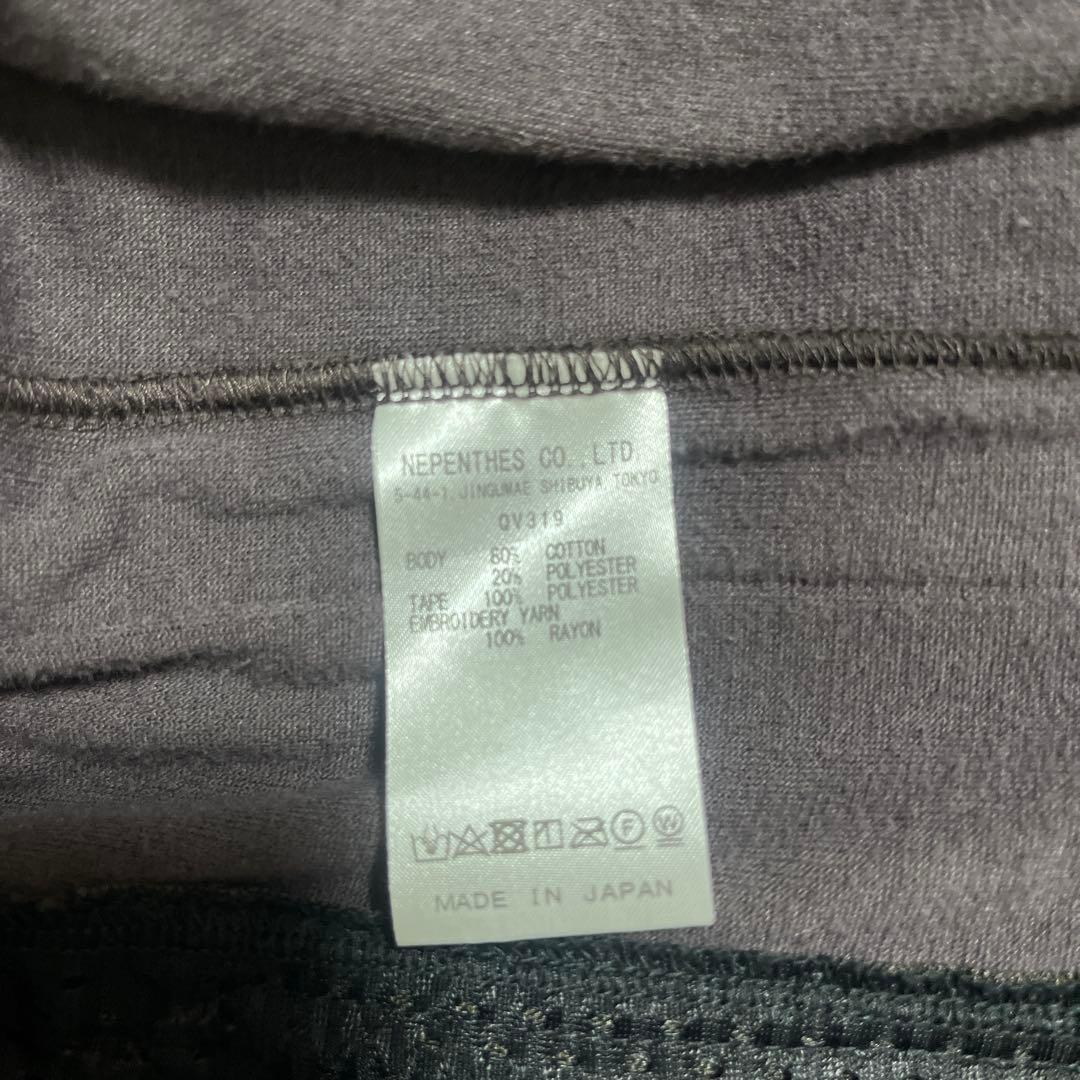 NEPENTHES CO.,LTD
5-44-1, JINGUMAE SHIBUYA TOKYO
QV319
BODY 80% COTTON
20% POLYESTER
TAPE 100% POLYESTER
EMBROIDERY YARN
100% RAYON
F W
MADE IN JAPAN